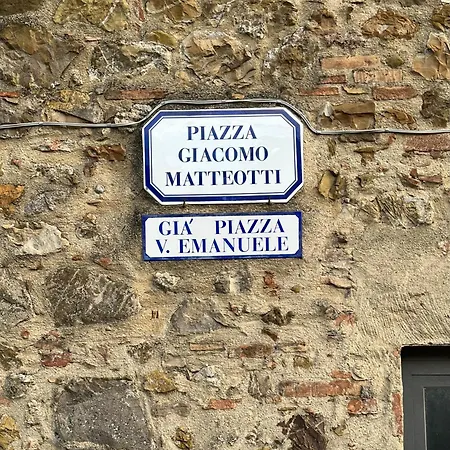 PIAZZA
GIACOMO
MATTEOTTI
GIA' PIAZZA
V. EMANUELE